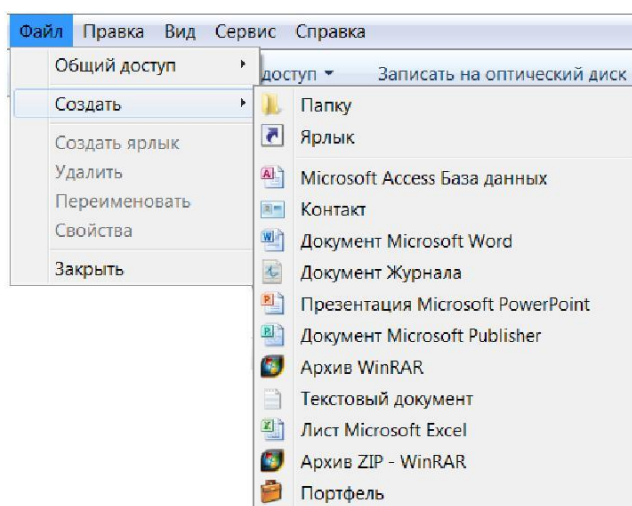 Файл Правка Вид Сервис Справка
Общий доступ
доступ Записать на оптический диск
Создать
Папку
Ярлык
Создать ярлык
Удалить
Переименовать
Свойства
Закрыть
Microsoft Access База данных
Контакт
Документ Microsoft Word
Документ Журнала
Презентация Microsoft PowerPoint
Документ Microsoft Publisher
Архив WinRAR
Текстовый документ
Лист Microsoft Excel
Архив ZIP - WinRAR
Портфель